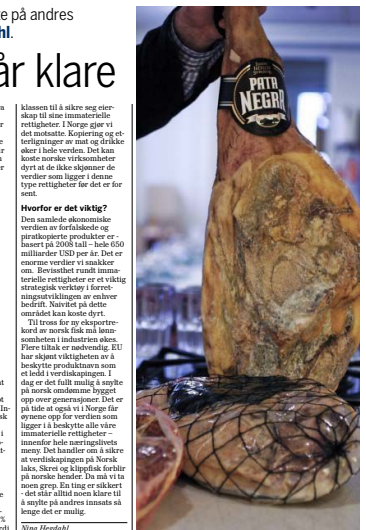 te på andres
hl.
år klare
klassen til å sikre seg eier-
skap til sine immaterielle
rettigheter. I Norge gjør vi
det motsatte. Kopiering og et-
terligninger av mat og drikke
øker i hele verden. Det kan
koste norske virksomheter
dyrt at de ikke skjønner de
verdier som ligger i denne
type rettigheter før det er for
sent.
Hvorfor er det viktig?
Den samlede økonomiske
verdien av forfalskede og
piratkopierte produkter er -
basert på 2008 tall – hele 650
milliarder USD per år. Det er
enorme verdier vi snakker
om. Bevissthet rundt imma-
terielle rettigheter er et viktig
strategisk verktøy i forret-
ningsutviklingen av enhver
bedrift. Naivitet på dette
området kan koste dyrt.
Til tross for ny eksportre-
kord av norsk fisk må lønn-
somheten i industrien økes.
Flere tiltak er nødvendig. EU
har skjønt viktigheten av å
beskytte produktnavn som
et ledd i verdiskapingen. I
dag er det fullt mulig å snylte
på norsk omdømme bygget
opp over generasjoner. Det er
på tide at også vi i Norge får
øynene opp for verdien som
ligger i å beskytte alle våre
immaterielle rettigheter –
innenfor hele næringslivets
meny. Det handler om å sikre
at verdiskapingen på Norsk
laks, Skrei og klippfisk forblir
på norske hender. Da må vi ta
noen grep. En ting er sikkert
- det står alltid noen klare til
å snylte på andres innsats så
lenge det er mulig.
Nina Hegdahl
PATA
NEGRA